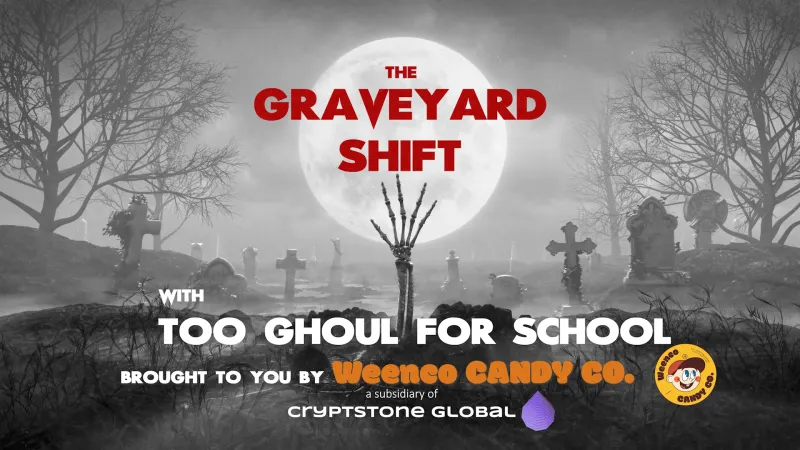 THE
GRAVEYARD
SHIFT
WITH
TOO GHOUL FOR SCHOOL
BROUGHT TO YOU BY Weenco CANDY CO.
Weenco
CANDY CO.
a subsidiary of
CRYPTSTONE GLOBAL